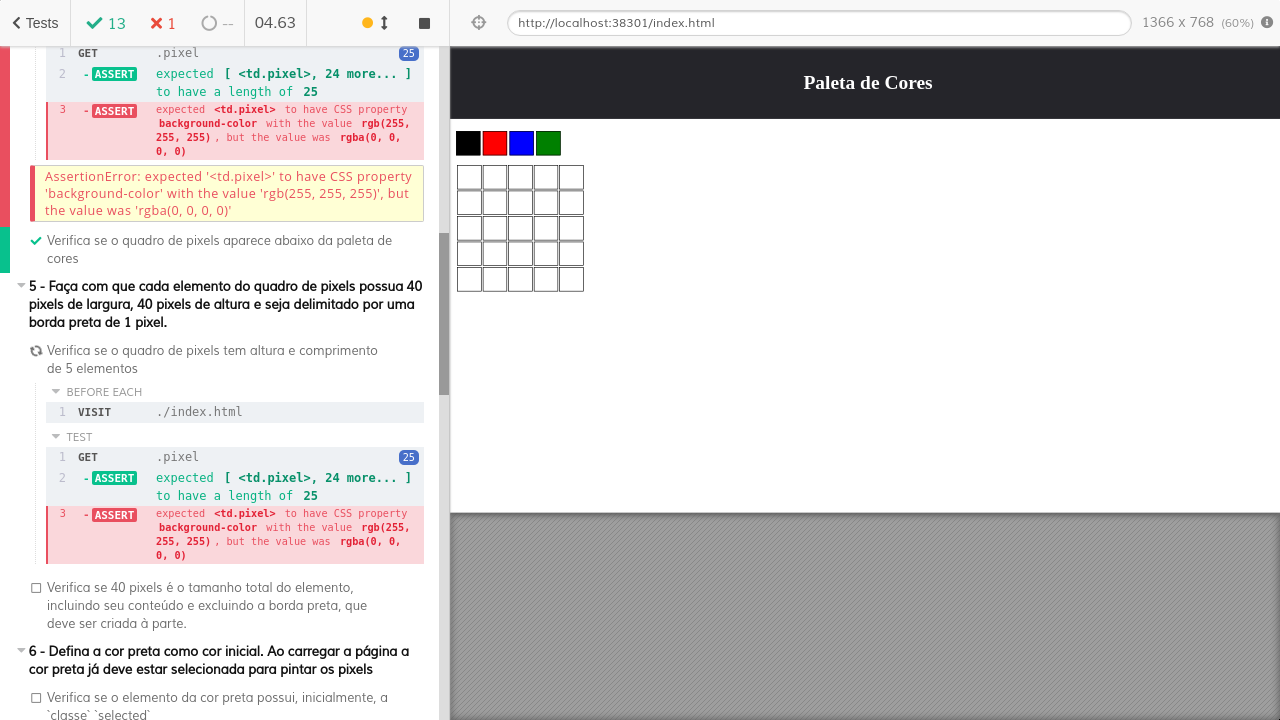 Tests
13
1
--
04.63
http://localhost:38301/index.html
1366 x 768 (60%)
1 GET .pixel 25
2 - ASSERT expected [ <td.pixel>, 24 more... ]
to have a length of 25
3 - ASSERT expected <td.pixel> to have CSS property
background-color with the value rgb(255,
255, 255) , but the value was rgba(0, 0,
0, 0)
AssertionError: expected '<td.pixel>' to have CSS property
'background-color' with the value 'rgb(255, 255, 255)', but
the value was 'rgba(0, 0, 0, 0)'
Verifica se o quadro de pixels aparece abaixo da paleta de
cores
5 - Faça com que cada elemento do quadro de pixels possua 40
pixels de largura, 40 pixels de altura e seja delimitado por uma
borda preta de 1 pixel.
Verifica se o quadro de pixels tem altura e comprimento
de 5 elementos
BEFORE EACH
1 VISIT ./index.html
TEST
1 GET .pixel 25
2 - ASSERT expected [ <td.pixel>, 24 more... ]
to have a length of 25
3 - ASSERT expected <td.pixel> to have CSS property
background-color with the value rgb(255,
255, 255) , but the value was rgba(0, 0,
0, 0)
Verifica se 40 pixels é o tamanho total do elemento,
incluindo seu conteúdo e excluindo a borda preta, que
deve ser criada à parte.
6 - Defina a cor preta como cor inicial. Ao carregar a página a
cor preta já deve estar selecionada para pintar os pixels
Verifica se o elemento da cor preta possui, inicialmente, a
`classe` `selected`
Paleta de Cores